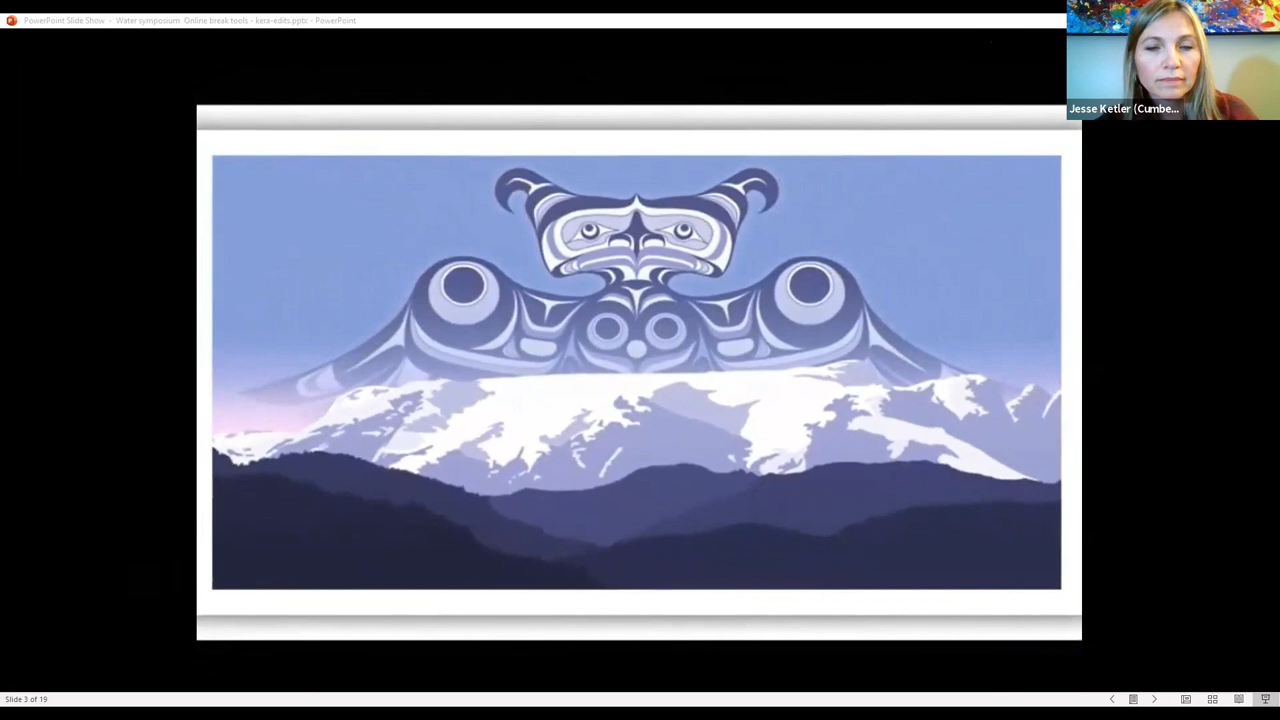 PowerPoint Slide Show - Water symposium Online break tools - kera-edits.pptx - PowerPoint
Jesse Ketler (Cumbe...
Slide 3 of 19